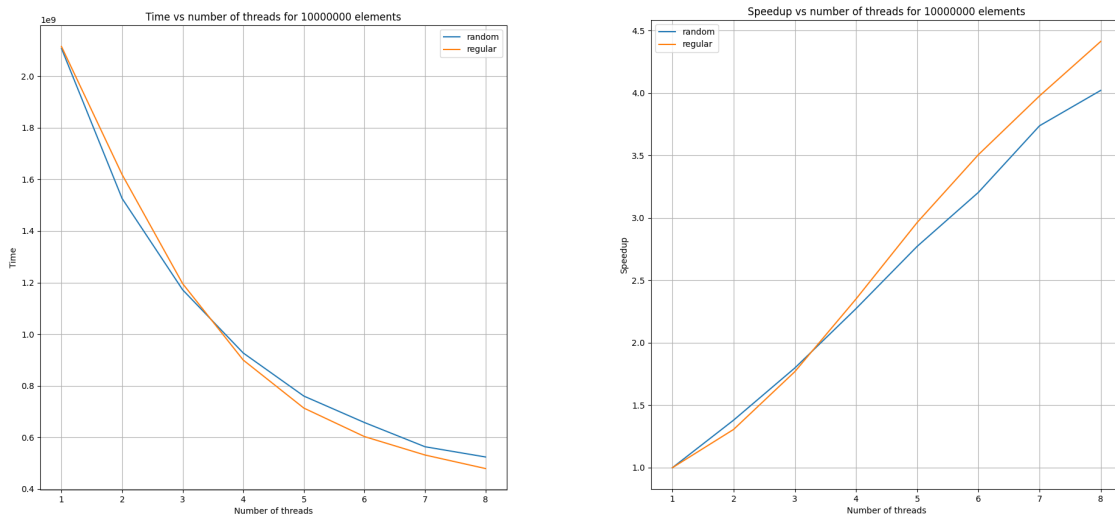 Time vs number of threads for 10000000 elements
1e9
random
regular
2.0
1.8
1.6
1.4
1.2
1.0
0.8
0.6
0.4
Time
1 2 3 4 5 6 7 8
Number of threads
Speedup vs number of threads for 10000000 elements
random
regular
4.5
4.0
3.5
3.0
2.5
2.0
1.5
1.0
Speedup
1 2 3 4 5 6 7 8
Number of threads